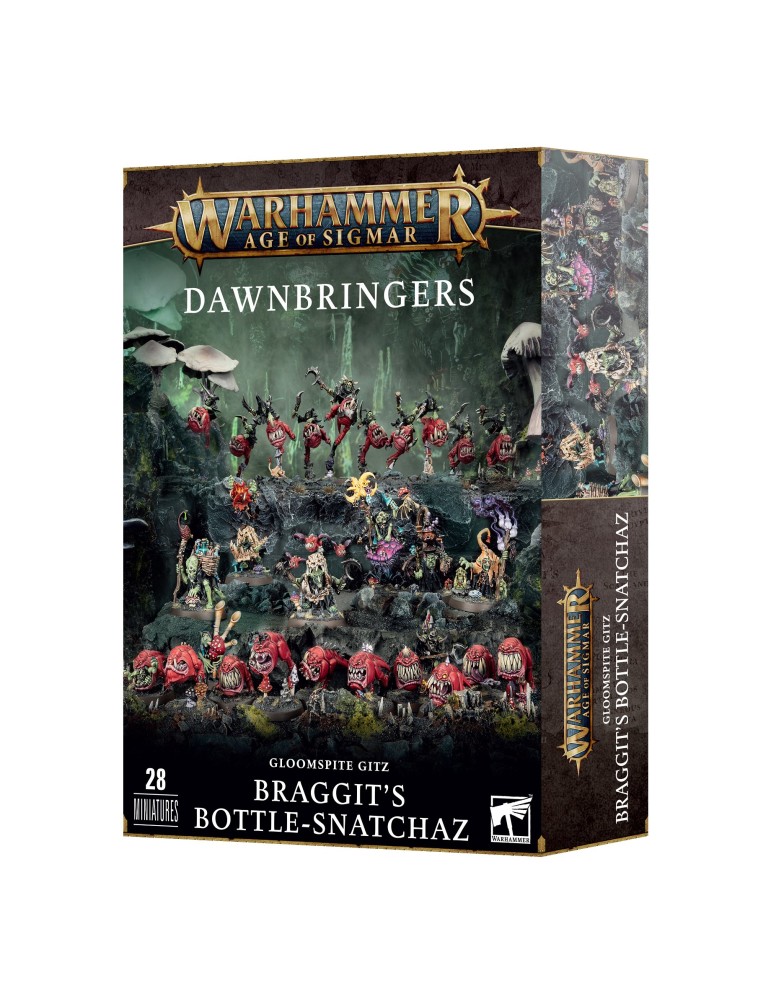 WARHAMMER
AGE OF SIGMAR
DAWNBRINGERS
GLOOMSPITE GITZ
BRAGGIT'S
BOTTLE-SNATCHAZ
28
MINIATURES
WARHAMMER
WARHAMMER
AGE OF SIGMAR
GLOOMSPITE GITZ
BRAGGIT'S BOTTLE-SNATCHAZ